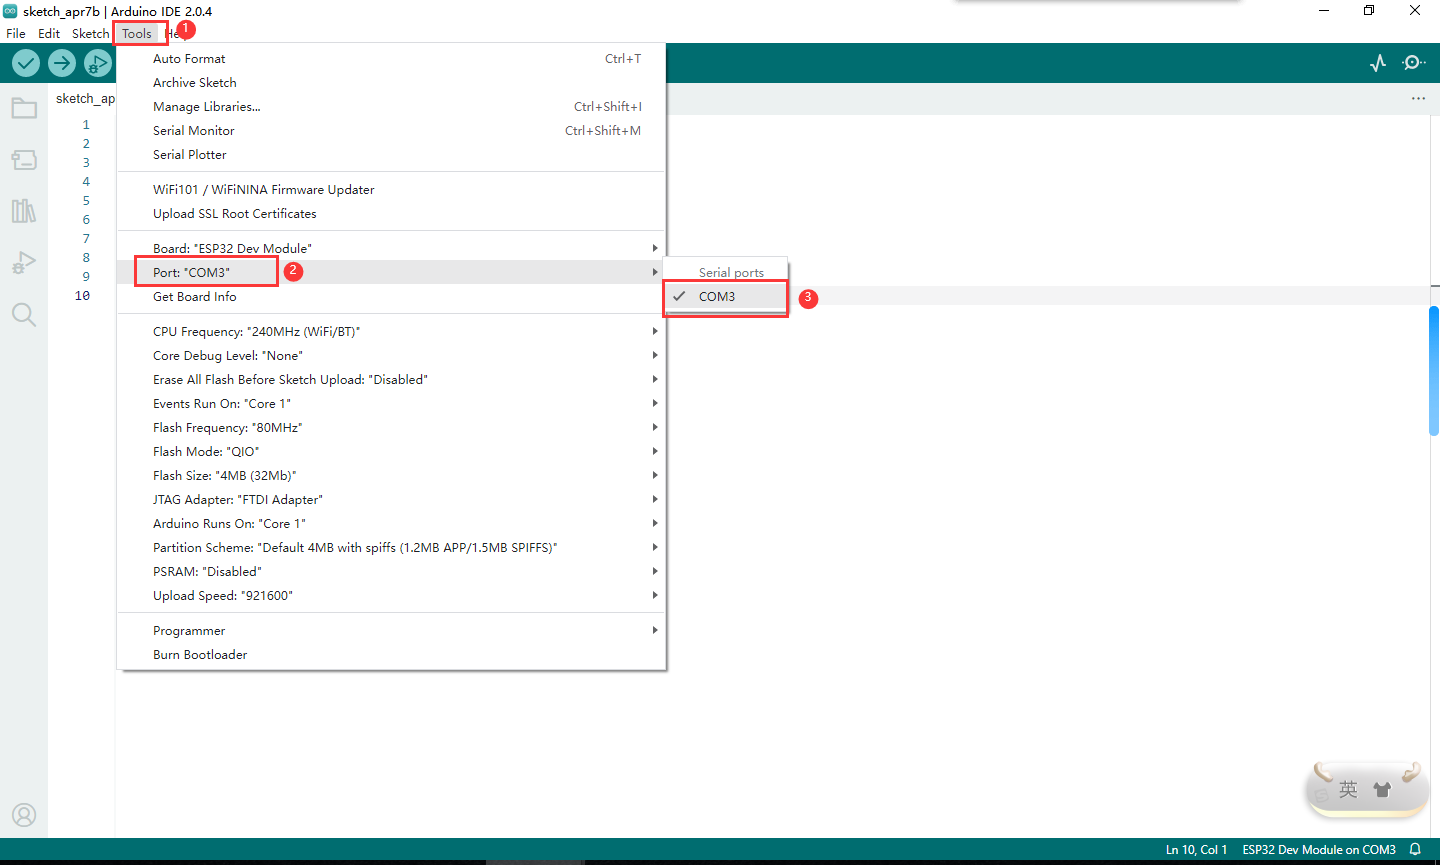 sketch_apr7b | Arduino IDE 2.0.4
File Edit Sketch Tools
1
Auto Format Ctrl+T
Archive Sketch
Manage Libraries... Ctrl+Shift+I
Serial Monitor Ctrl+Shift+M
Serial Plotter
WiFi101 / WiFiNINA Firmware Updater
Upload SSL Root Certificates
Board: "ESP32 Dev Module"
Port: "COM3"
2
Get Board Info
CPU Frequency: "240MHz (WiFi/BT)"
Core Debug Level: "None"
Erase All Flash Before Sketch Upload: "Disabled"
Events Run On: "Core 1"
Flash Frequency: "80MHz"
Flash Mode: "QIO"
Flash Size: "4MB (32Mb)"
JTAG Adapter: "FTDI Adapter"
Arduino Runs On: "Core 1"
Partition Scheme: "Default 4MB with spiffs (1.2MB APP/1.5MB SPIFFS)"
PSRAM: "Disabled"
Upload Speed: "921600"
Programmer
Burn Bootloader
Serial ports
COM3
3
sketch_ap
1
2
3
4
5
6
7
8
9
10
英
Ln 10, Col 1 ESP32 Dev Module on COM3